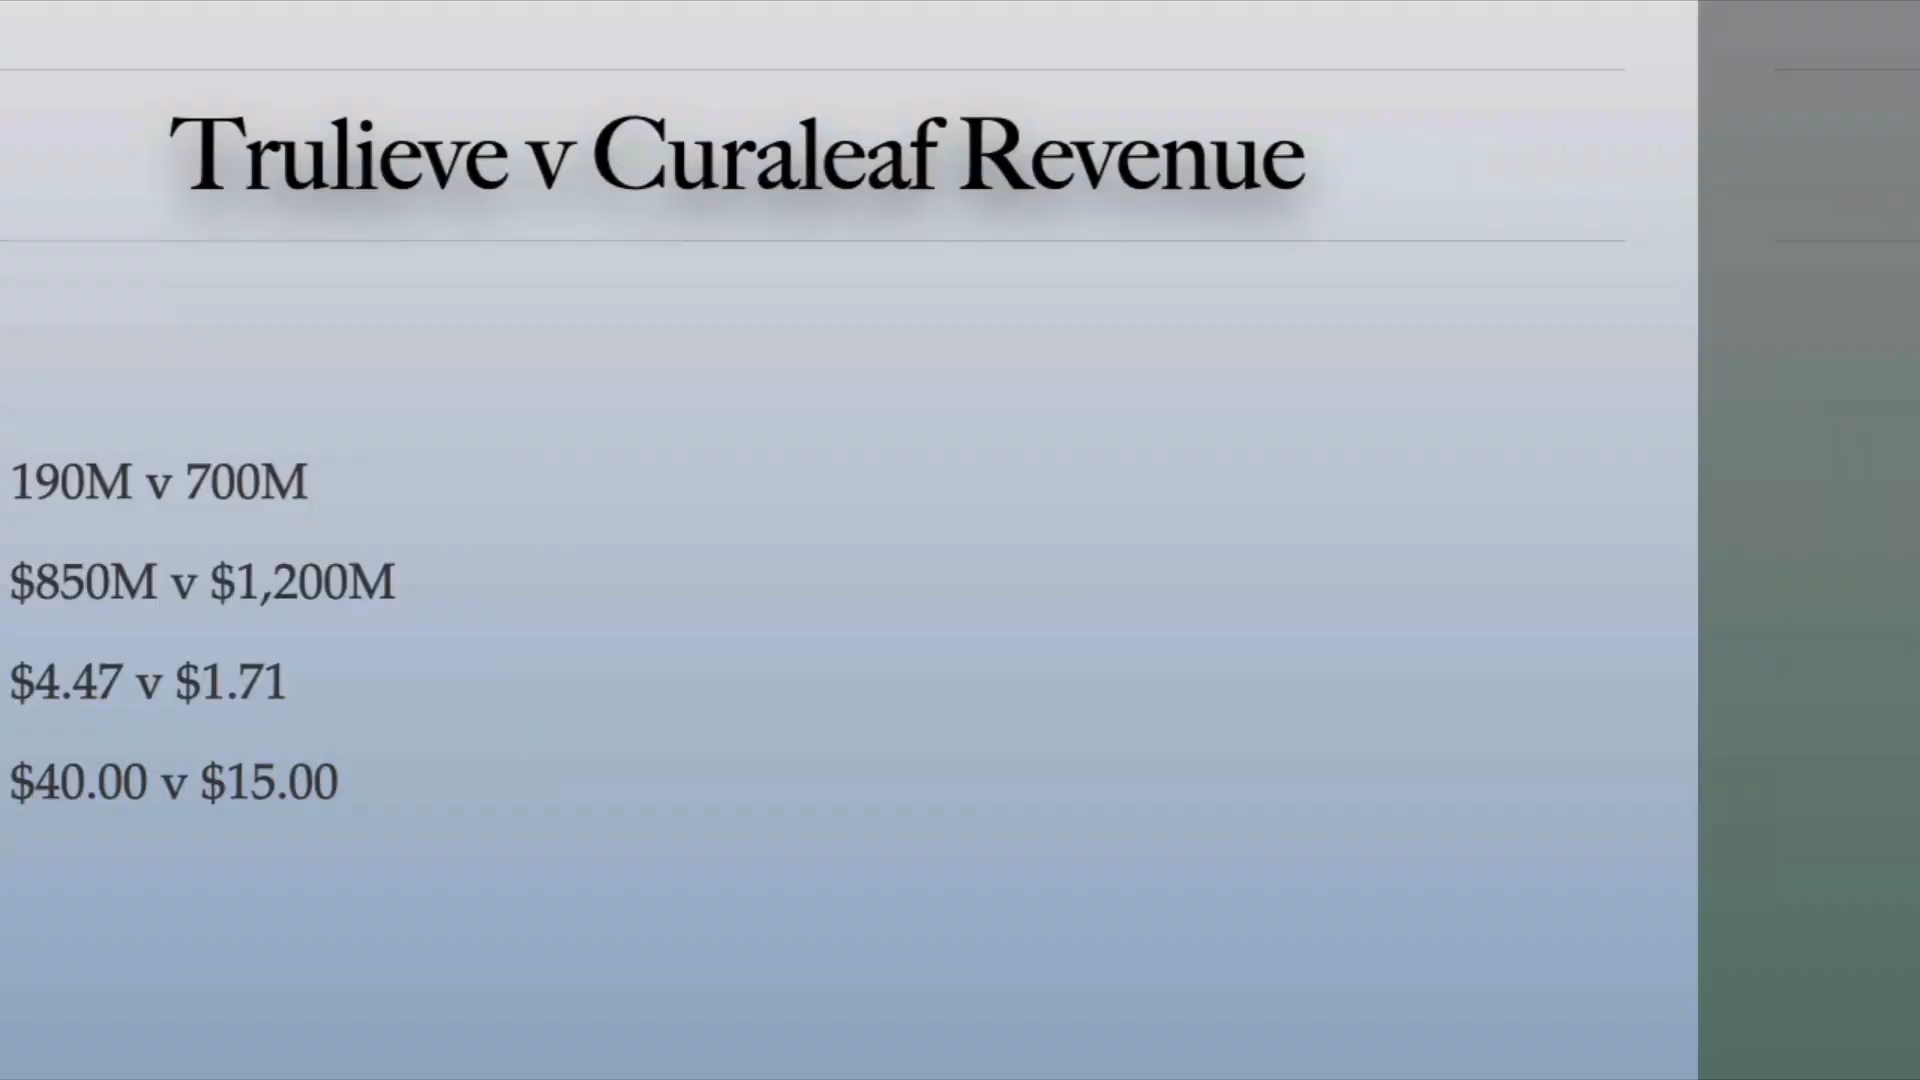 Trulieve v Curaleaf Revenue
190M v 700M
$850M v $1,200M
$4.47 v $1.71
$40.00 v $15.00